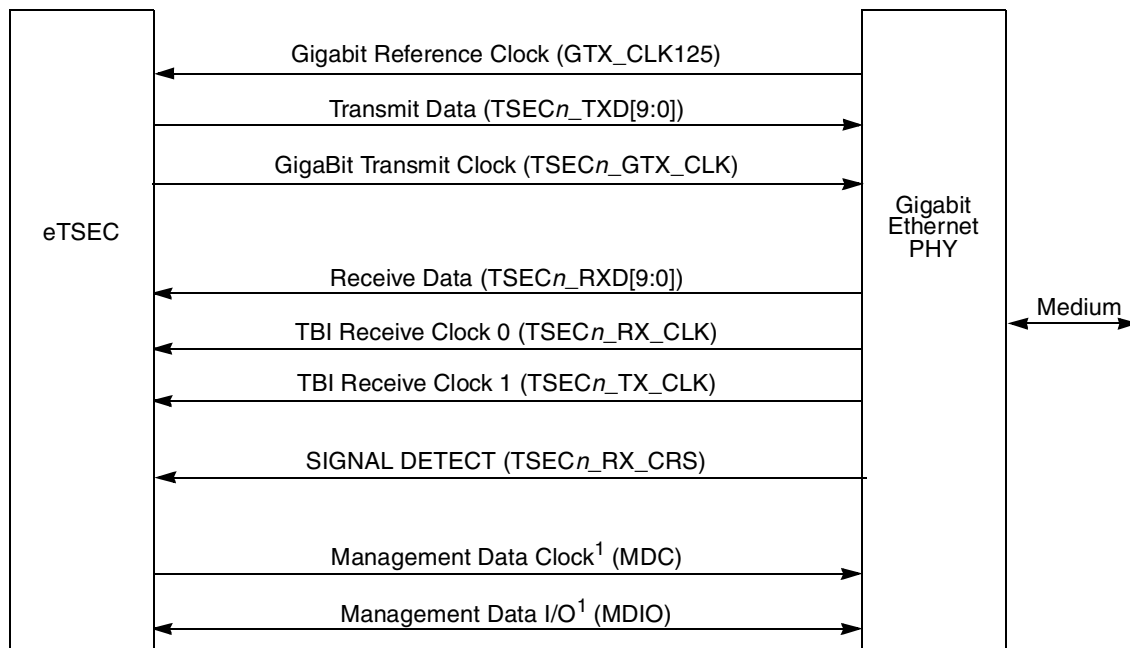 Gigabit Reference Clock (GTX_CLK125)
Transmit Data (TSECn_TXD[9:0])
GigaBit Transmit Clock (TSECn_GTX_CLK)
eTSEC
Gigabit
Ethernet
PHY
Receive Data (TSECn_RXD[9:0])
Medium
TBI Receive Clock 0 (TSECn_RX_CLK)
TBI Receive Clock 1 (TSECn_TX_CLK)
SIGNAL DETECT (TSECn_RX_CRS)
Management Data Clock¹ (MDC)
Management Data I/O¹ (MDIO)